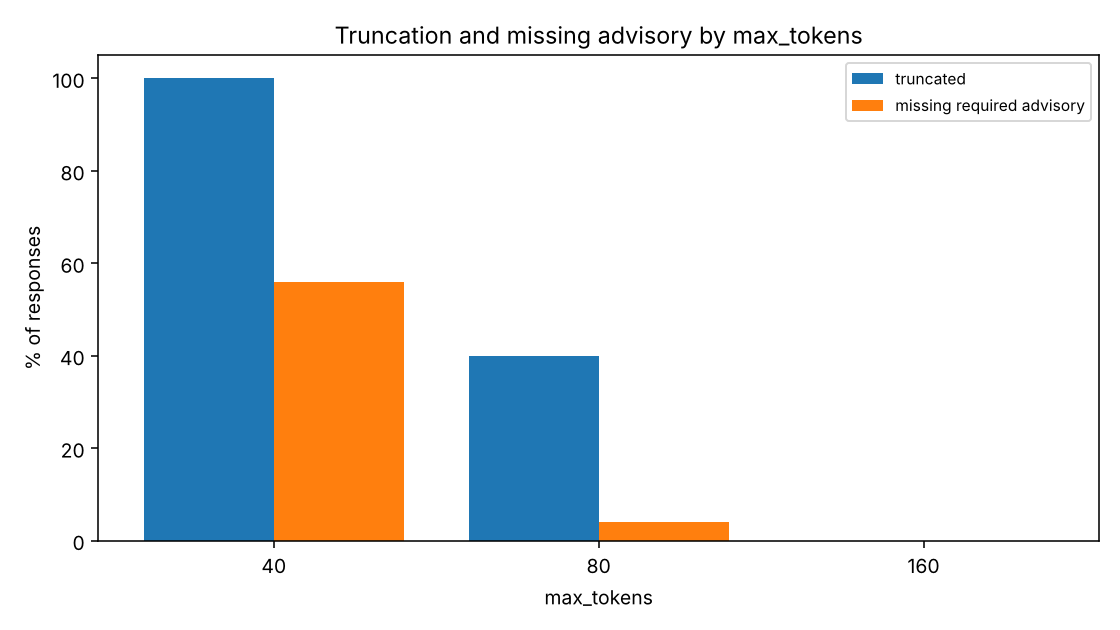 Truncation and missing advisory by max_tokens
truncated
missing required advisory
% of responses
100
80
60
40
20
0
40
80
160
max_tokens